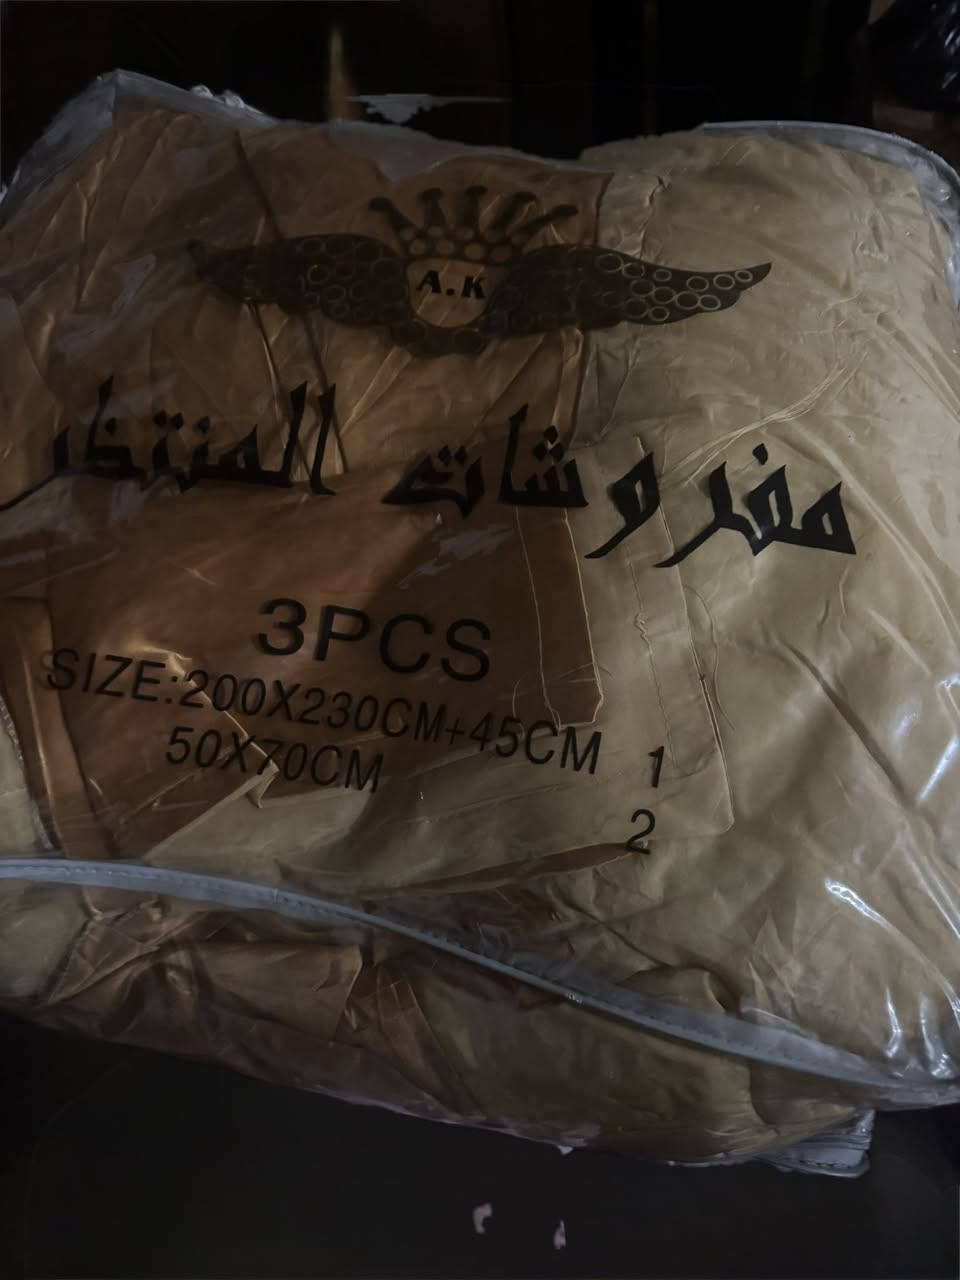 A.K
مفروشات المنتظر
3PCS
SIZE:200X230CM+45CM 1
50X70CM 2